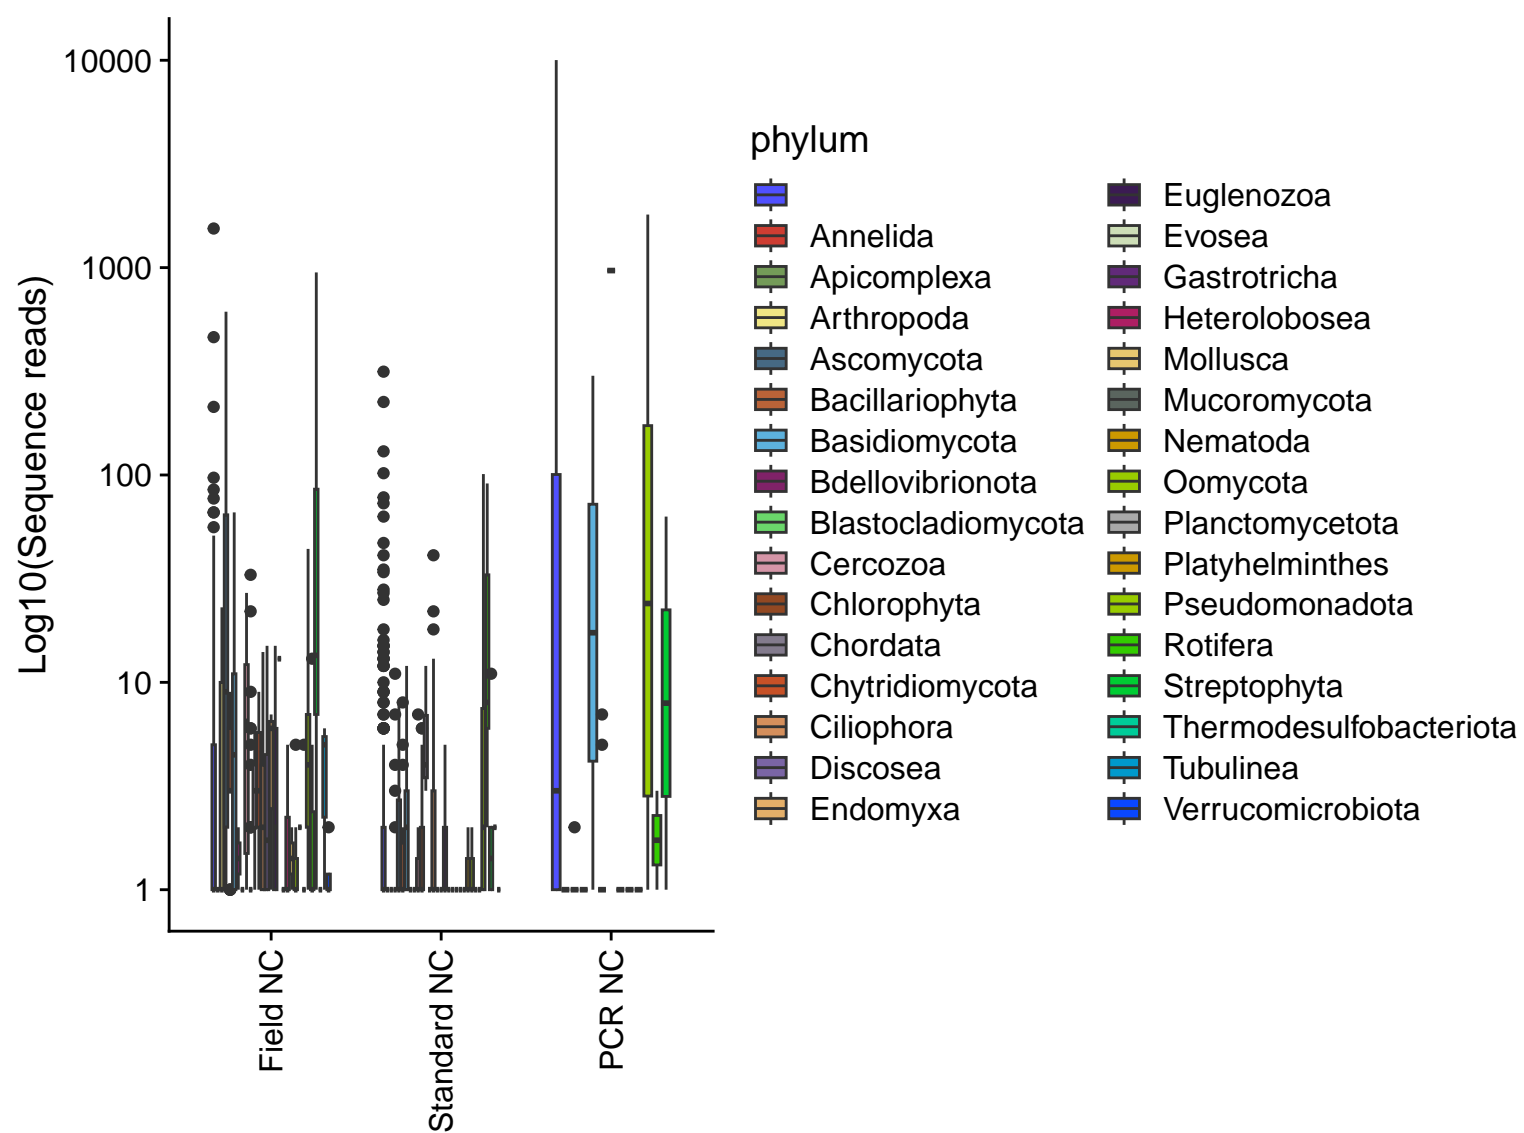 Log10(Sequence reads)
10000
1000
100
10
1
Field NC
Standard NC
PCR NC
phylum
Annelida
Apicomplexa
Arthropoda
Ascomycota
Bacillariophyta
Basidiomycota
Bdellovibrionota
Blastocladiomycota
Cercozoa
Chlorophyta
Chordata
Chytridiomycota
Ciliophora
Discosea
Endomyxa
Euglenozoa
Evosea
Gastrotricha
Heterolobosea
Mollusca
Mucoromycota
Nematoda
Oomycota
Planctomycetota
Platyhelminthes
Pseudomonadota
Rotifera
Streptophyta
Thermodesulfobacteriota
Tubulinea
Verrucomicrobiota